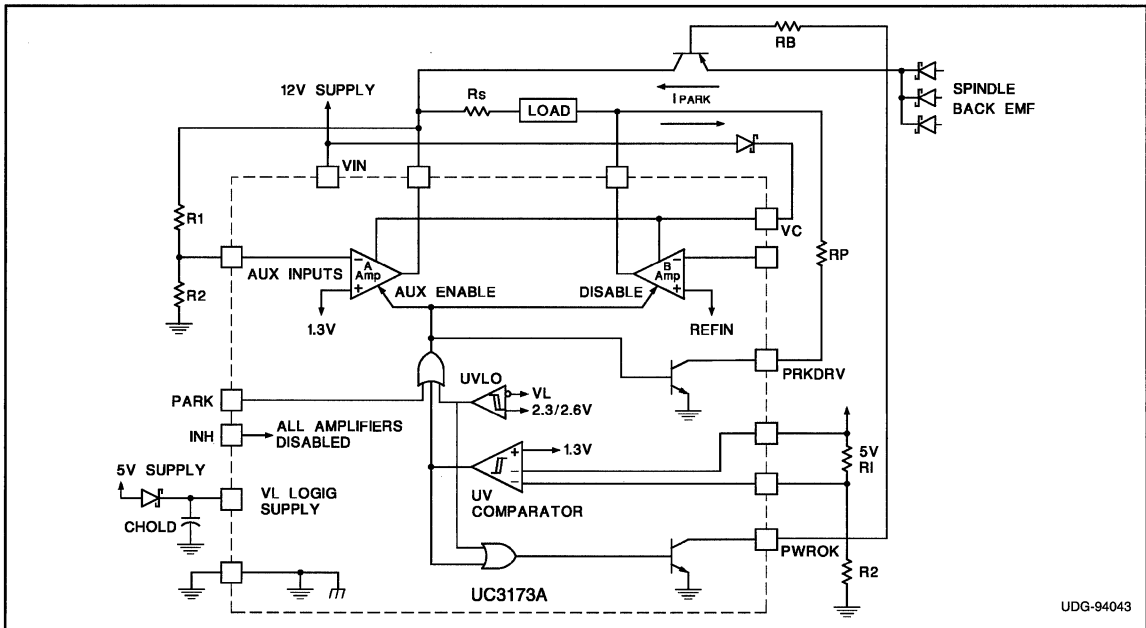 RB
12V SUPPLY
Rs
LOAD
I PARK
SPINDLE
BACK EMF
VIN
R1
VC
RP
AUX INPUTS
A
Amp
B
Amp
R2
AUX ENABLE
DISABLE
1.3V
REFIN
UVLO
VL
2.3/2.6V
PRKDRV
PARK
INH
ALL AMPLIFIERS
DISABLED
1.3V
5V
RI
5V SUPPLY
VL LOGIG
SUPPLY
UV
COMPARATOR
CHOLD
PWROK
R2
UC3173A
UDG-94043